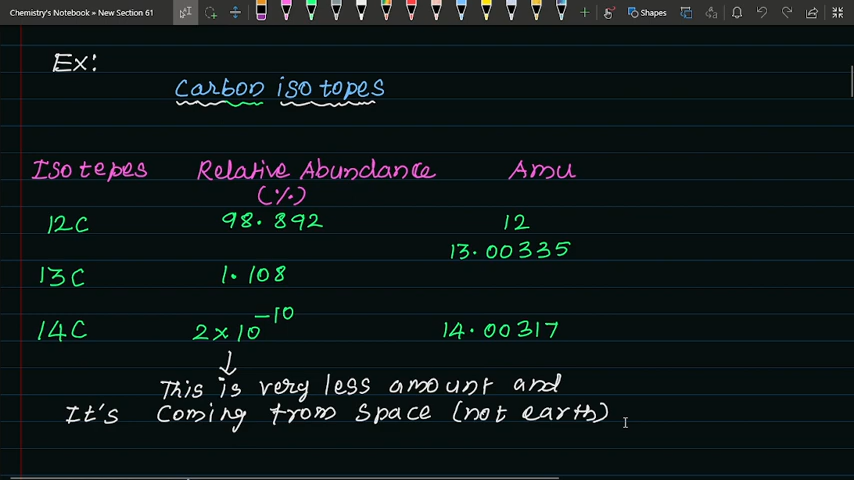 Chemistry's Notebook » New Section 61
Shapes
Ex:
Carbon isotopes
Isotepes Relative Abundance Amu
(%)
12C 98.892 12
13.00335
13C 1.108
14C 2×10⁻¹⁰ 14.00317
This is very less amount and
It's Coming from space (not earth)